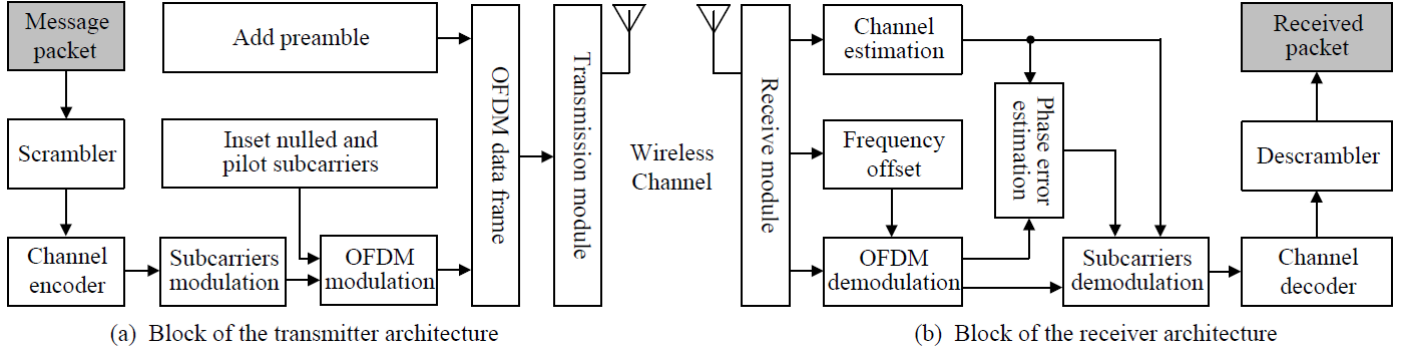 Message
packet
Add preamble
Scrambler
Inset nulled and
pilot subcarriers
Channel
encoder
Subcarriers
modulation
OFDM
modulation
OFDM data frame
Transmission module
Wireless
Channel
Receive module
Channel
estimation
Frequency
offset
OFDM
demodulation
Phase error
estimation
Subcarriers
demodulation
Received
packet
Descrambler
Channel
decoder
(a) Block of the transmitter architecture
(b) Block of the receiver architecture